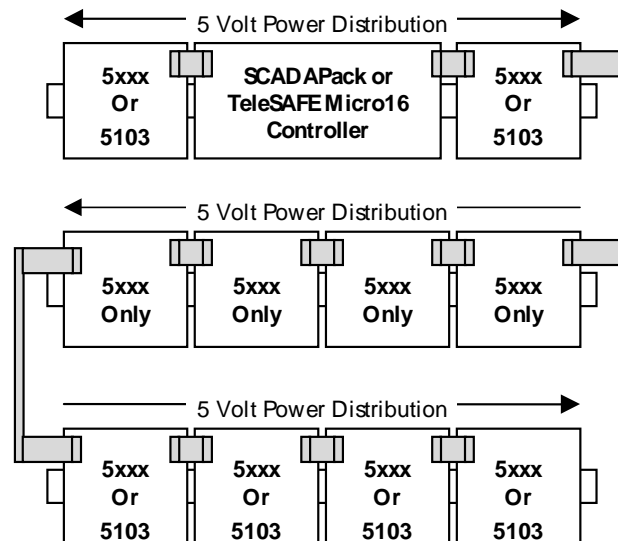 5 Volt Power Distribution
5xxx
Or
5103
SCADAPack or
TeleSAFE Micro16
Controller
5xxx
Or
5103
5 Volt Power Distribution
5xxx
Only
5xxx
Only
5xxx
Only
5xxx
Only
5 Volt Power Distribution
5xxx
Or
5103
5xxx
Or
5103
5xxx
Or
5103
5xxx
Or
5103